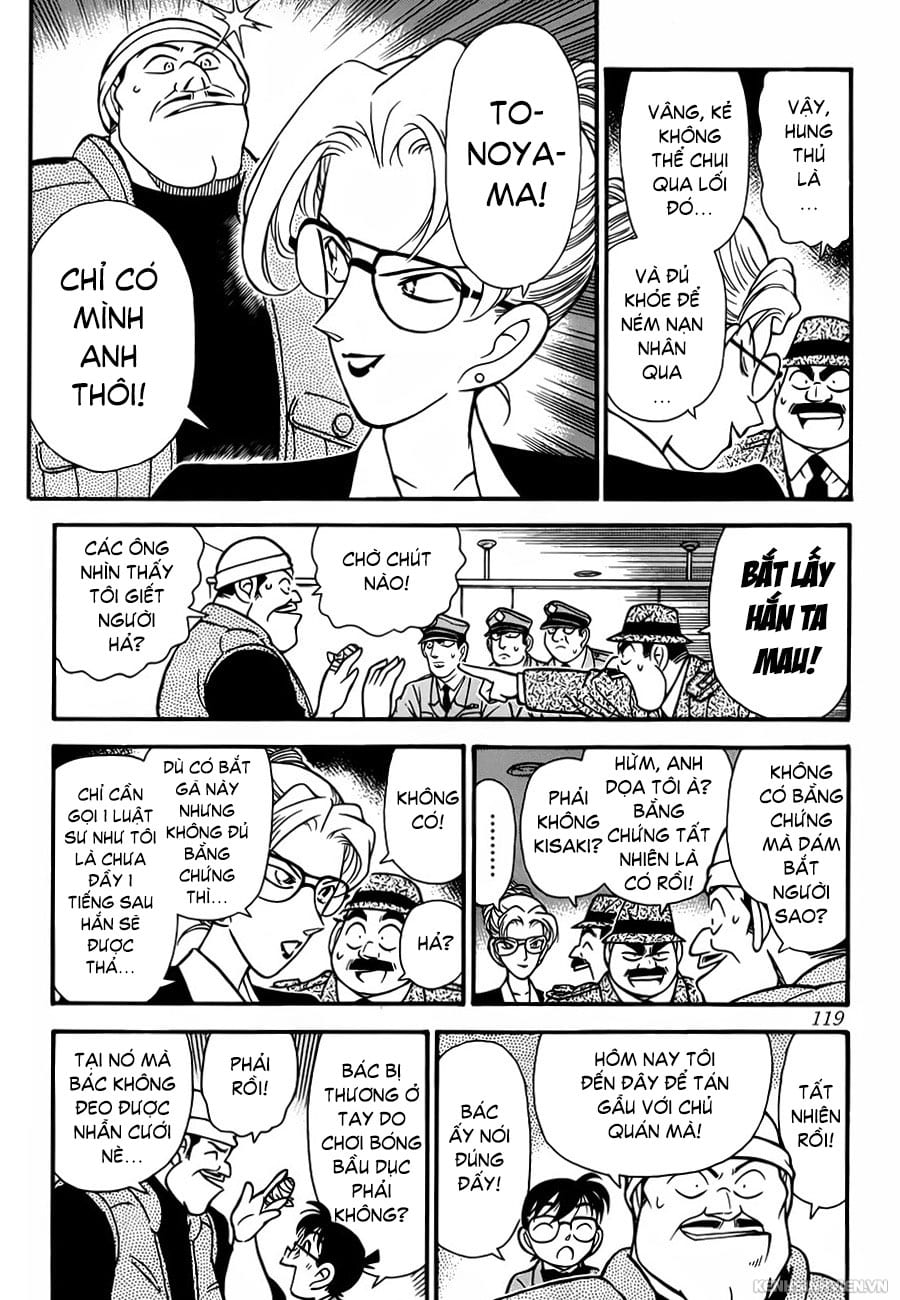 VẬY,
HUNG
THỦ
LÀ
...
VÂNG, KẺ
KHÔNG
THỂ CHUI
QUA LỐI
ĐÓ...
VÀ ĐỦ
KHỎE ĐỂ
NÉM NẠN
NHÂN
QUA
...
TO-
NOYA-
MA!
CHỈ CÓ
MÌNH
ANH
THÔI!
BẮT LẤY
HẮN TA
MAU!
CHỜ CHÚT
NÀO!
CÁC ÔNG
NHÌN THẤY
TÔI GIẾT
NGƯỜI
HẢ?
KHÔNG
CÓ BẰNG
CHỨNG
MÀ DÁM
BẮT
NGƯỜI
SAO?
HỪM, ANH
DỌA TÔI À?
BẰNG
CHỨNG TẤT
NHIÊN LÀ
CÓ RỒI!
PHẢI
KHÔNG
KISAKI?
.........
KHÔNG
CÓ!
HẢ?
DÙ CÓ BẮT
GÃ NÀY
NHƯNG
KHÔNG ĐỦ
BẰNG
CHỨNG
THÌ...
CHỈ CẦN
GỌI 1 LUẬT
SƯ NHƯ TÔI
LÀ CHƯA
ĐẦY 1
TIẾNG SAU
HẮN SẼ
ĐƯỢC
THẢ...
119
TẤT
NHIÊN
RỒI!
HÔM NAY TÔI
ĐẾN ĐÂY ĐỂ TÁN
GẪU VỚI CHỦ
QUÁN MÀ!
BÁC
ẤY NÓI
ĐÚNG
ĐẤY!
BÁC BỊ
THƯƠNG Ở
TAY DO
CHƠI BÓNG
BẦU DỤC
PHẢI
KHÔNG?
PHẢI
RỒI!
TẠI NÓ MÀ
BÁC KHÔNG
ĐEO ĐƯỢC
NHẪN CƯỚI
NÈ...